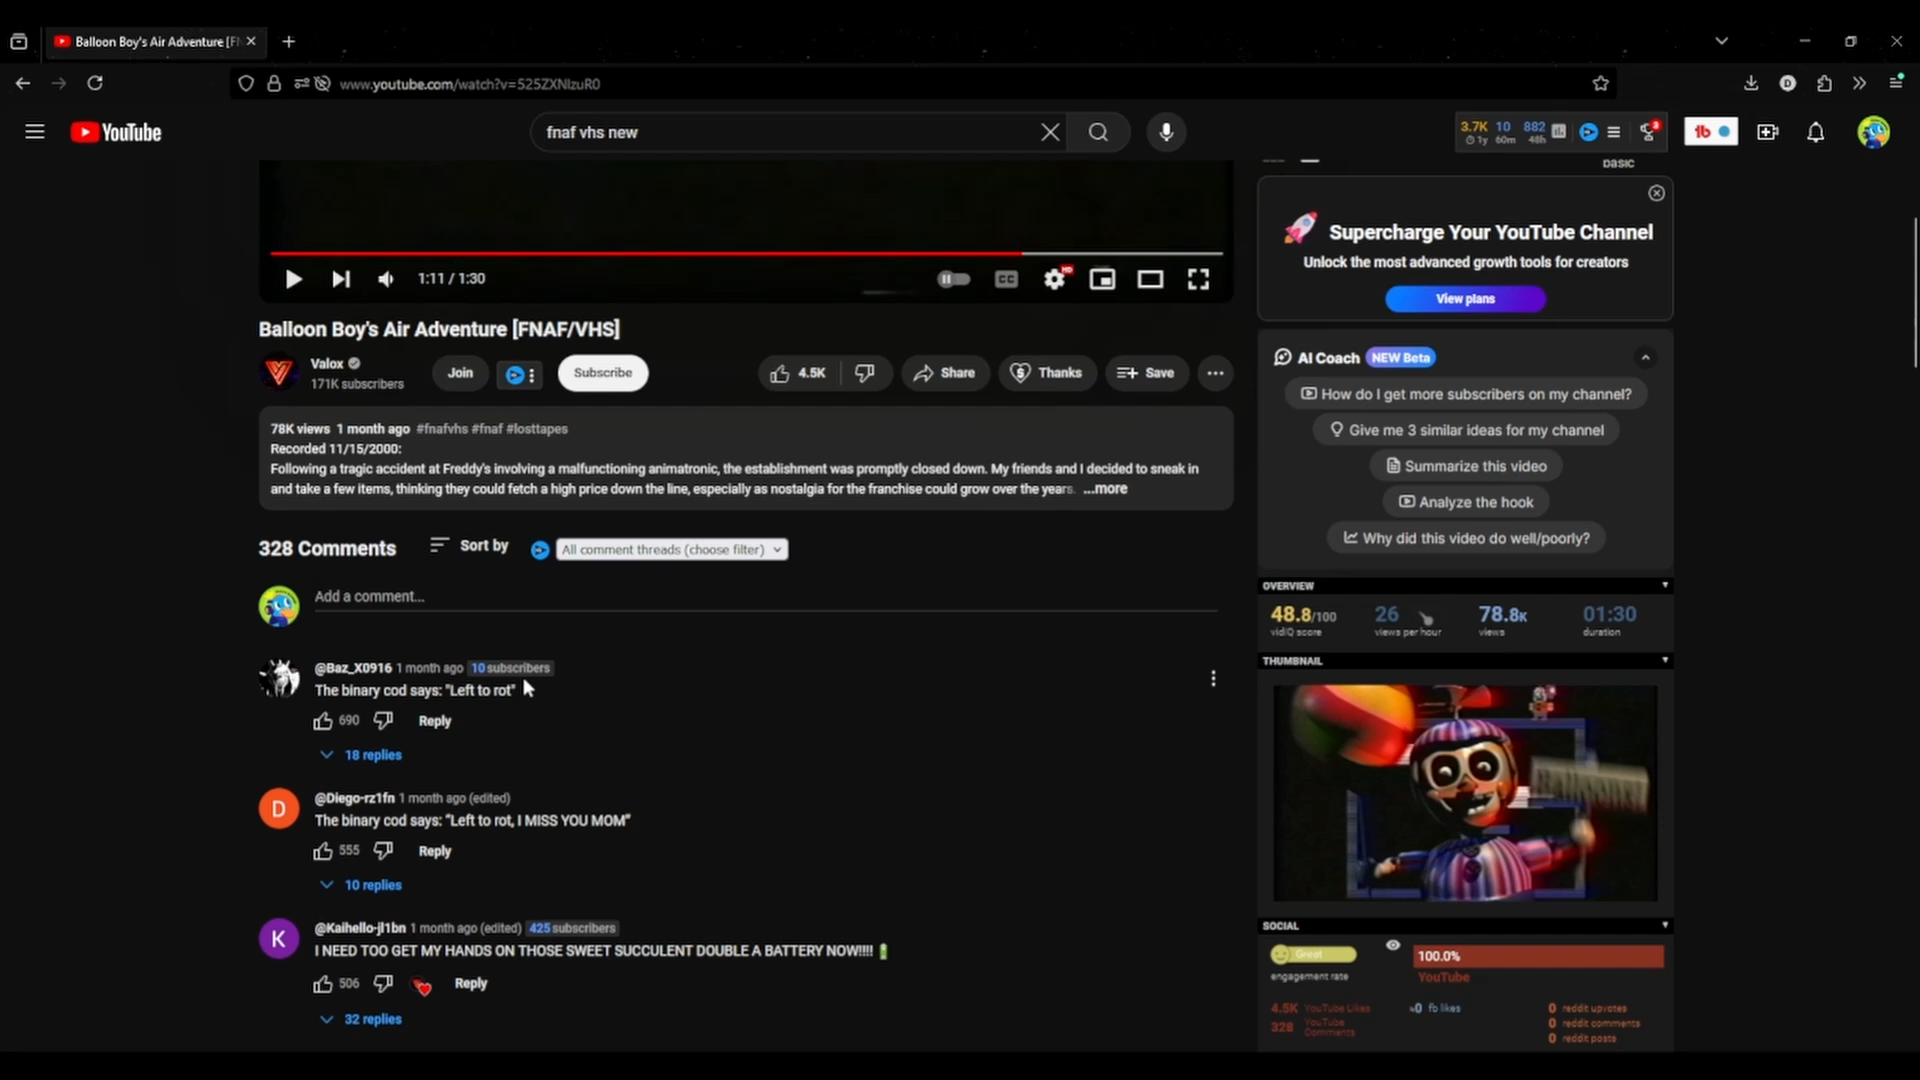 Balloon Boy's Air Adventure [FN
www.youtube.com/watch?v=525ZXNIzuR0
YouTube
fnaf vhs new
3.7K 10 882
1y 60m 48h
3
basic
Supercharge Your YouTube Channel
Unlock the most advanced growth tools for creators
View plans
1:11 / 1:30
CC
HD
Balloon Boy's Air Adventure [FNAF/VHS]
Valox
171K subscribers
Join
Subscribe
4.5K
Share
Thanks
Save
AI Coach NEW Beta
How do I get more subscribers on my channel?
Give me 3 similar ideas for my channel
Summarize this video
Analyze the hook
Why did this video do well/poorly?
78K views 1 month ago #fnafvhs #fnaf #losttapes
Recorded 11/15/2000:
Following a tragic accident at Freddy's involving a malfunctioning animatronic, the establishment was promptly closed down. My friends and I decided to sneak in
and take a few items, thinking they could fetch a high price down the line, especially as nostalgia for the franchise could grow over the years. ...more
328 Comments
Sort by
All comment threads (choose filter)
Add a comment...
@Baz_X0916 1 month ago 10 subscribers
The binary cod says: "Left to rot"
690
Reply
18 replies
D
@Diego-rz1fn 1 month ago (edited)
The binary cod says: "Left to rot, I MISS YOU MOM"
555
Reply
10 replies
K
@Kaihello-jl1bn 1 month ago (edited) 425 subscribers
I NEED TOO GET MY HANDS ON THOSE SWEET SUCCULENT DOUBLE A BATTERY NOW!!!!
506
Reply
32 replies
OVERVIEW
48.8/100 26 78.8K 01:30
vidIQ score views per hour views duration
THUMBNAIL
SOCIAL
Great
engagement rate
100.0%
YouTube
4.5K YouTube Likes
328 YouTube Comments
0 fb likes
0 reddit upvotes
0 reddit comments
0 reddit posts